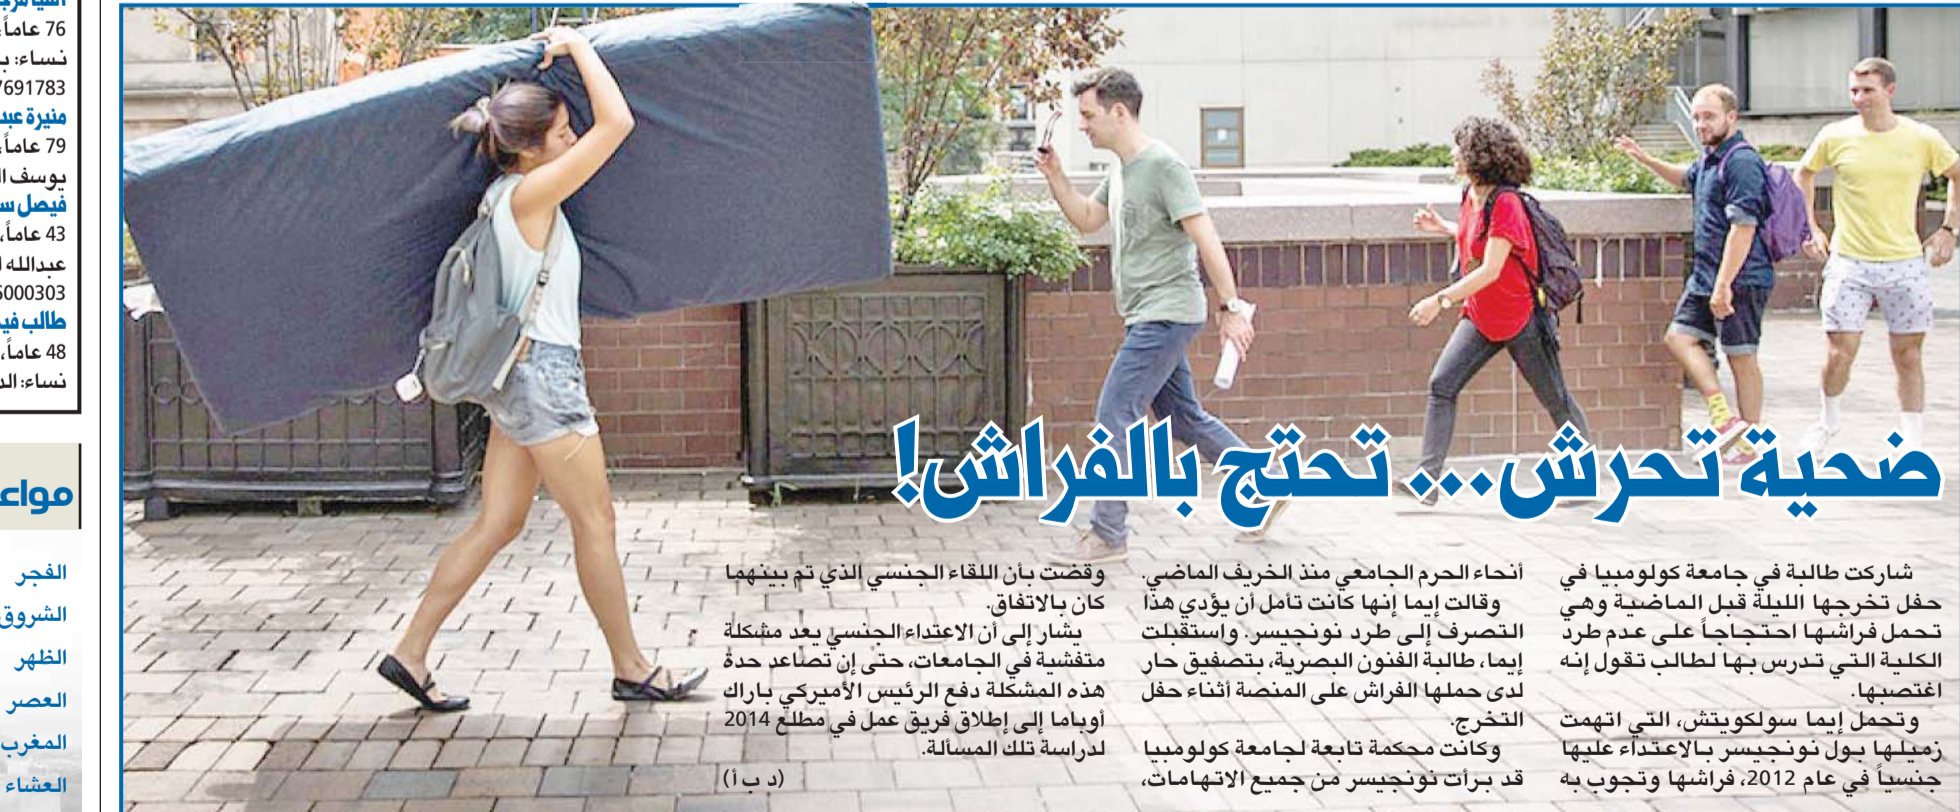 ضحية تحرش... تحتج بالفراش!
شاركت طالبة في جامعة كولومبيا في
حفل تخرجها الليلة قبل الماضية وهي
تحمل فراشها احتجاجاً على عدم طرد
الكلية التي تدرس بها لطالب تقول إنه
اغتصبها.
وتحمل إيما سولكويتش، التي اتهمت
زميلها بول نونجيسر بالاعتداء عليها
جنسياً في عام 2012، فراشها وتجوب به
أنحاء الحرم الجامعي منذ الخريف الماضي.
وقالت إيما إنها كانت تأمل أن يؤدي هذا
التصرف إلى طرد نونجيسر. واستقبلت
إيما، طالبة الفنون البصرية، بتصفيق حار
لدى حملها الفراش على المنصة أثناء حفل
التخرج.
وكانت محكمة تابعة لجامعة كولومبيا
قد برأت نونجيسر من جميع الاتهامات،
وقضت بأن اللقاء الجنسي الذي تم بينهما
كان بالاتفاق.
يشار إلى أن الاعتداء الجنسي يعد مشكلة
متفشية في الجامعات، حتى إن تصاعد حدة
هذه المشكلة دفع الرئيس الأميركي باراك
أوباما إلى إطلاق فريق عمل في مطلع 2014
لدراسة تلك المسألة.
(د ب أ)
76 عاماً
نساء:
7691783
منيرة
79 عاماً،
يوسف
فيصل
43 عاماً،
عبدالله
6000303
طالب
48 عاماً،
نساء:
الفجر
الشروق
الظهر
العصر
المغرب
العشاء